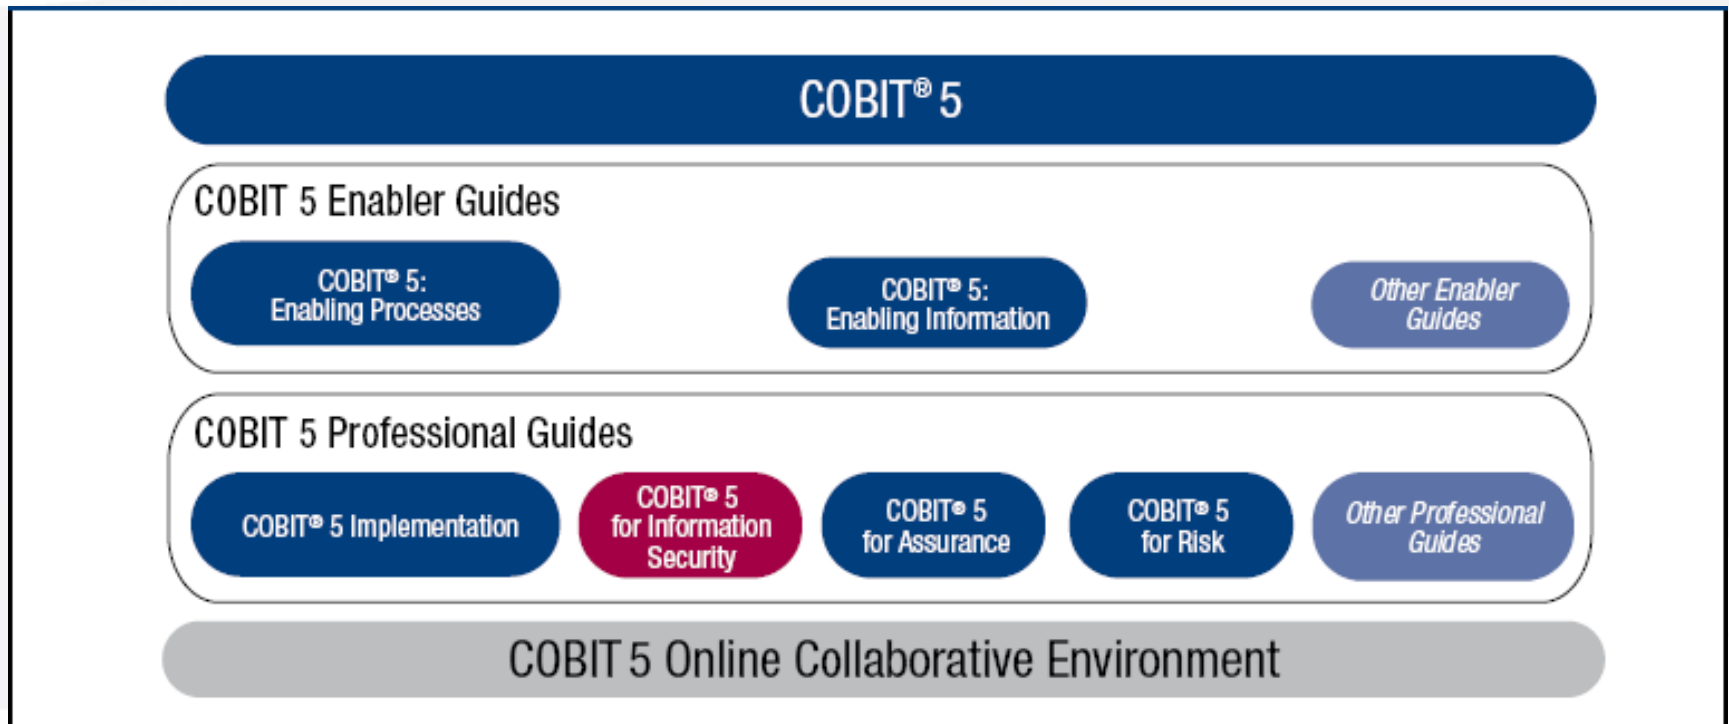 COBIT® 5
COBIT 5 Enabler Guides
COBIT® 5:
Enabling Processes
COBIT® 5:
Enabling Information
Other Enabler
Guides
COBIT 5 Professional Guides
COBIT® 5 Implementation
COBIT® 5
for Information
Security
COBIT® 5
for Assurance
COBIT® 5
for Risk
Other Professional
Guides
COBIT 5 Online Collaborative Environment